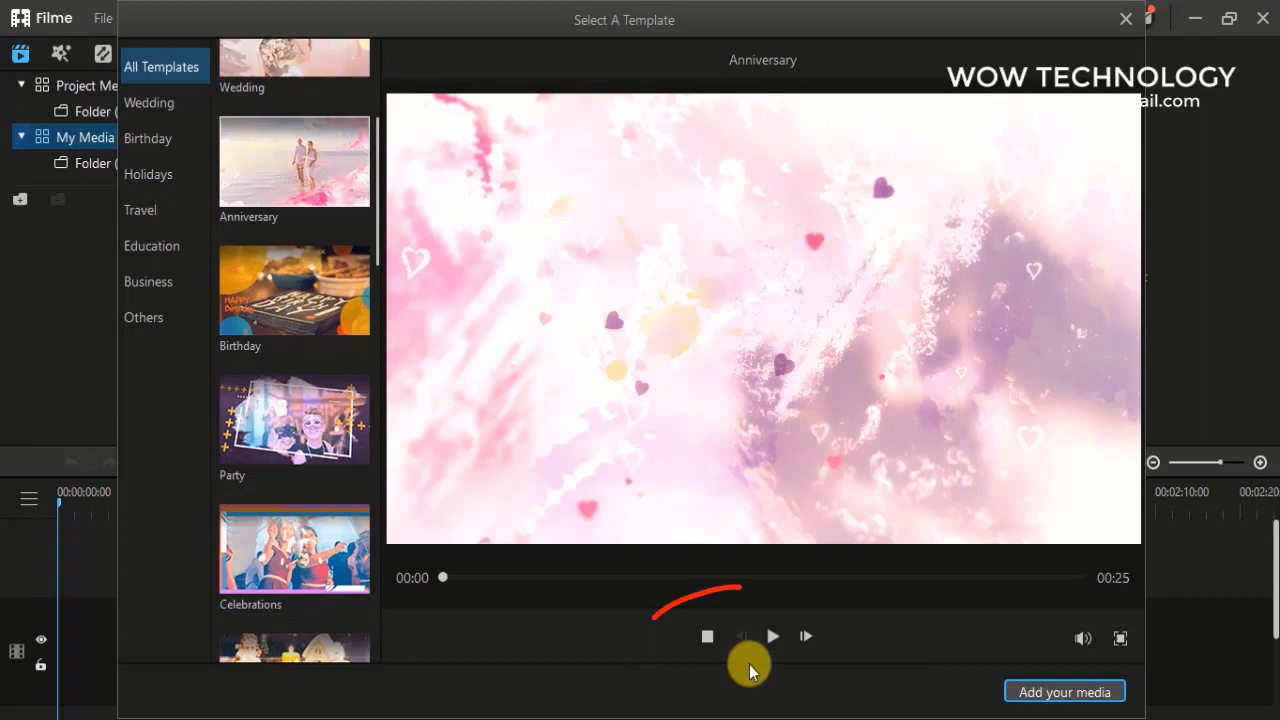 Filme
File
Select A Template
All Templates
Wedding
Birthday
Holidays
Travel
Education
Business
Others
Wedding
Anniversary
HAPPY
Birthday
Birthday
Party
Celebrations
Anniversary
WOW TECHNOLOGY
ail.com
Project Me
Folder (
My Media
Folder (
00:00
00:25
Add your media
00:00:00:00
00:02:10:00
00:02:20